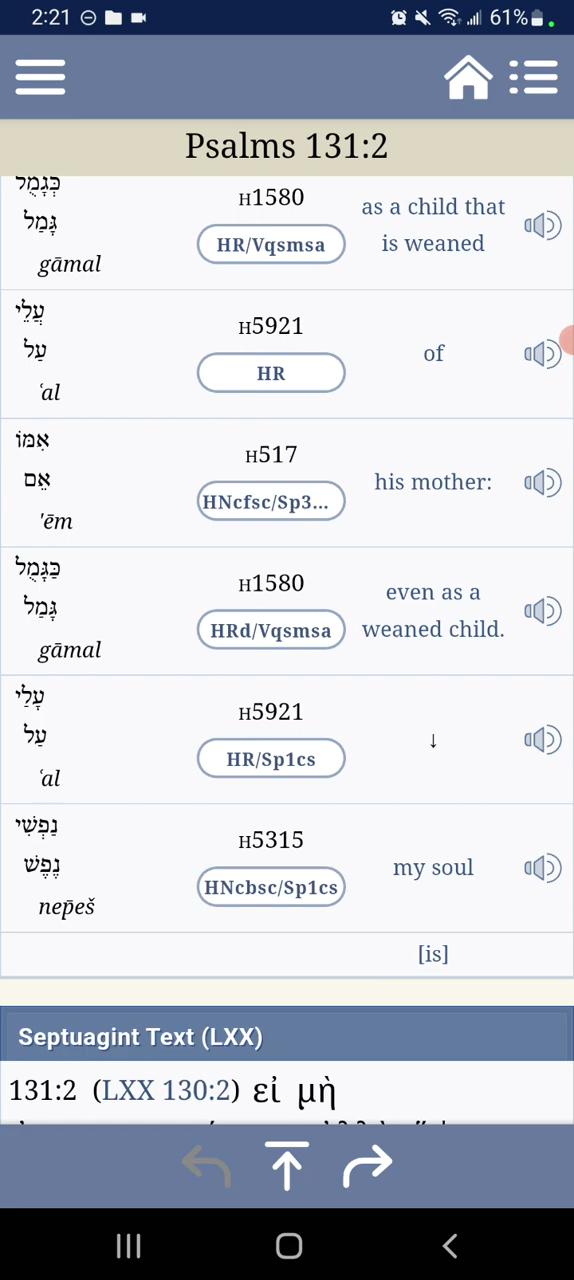 2:21
61%
Psalms 131:2
כְּגָמֻל
גָּמַל
gāmal
H1580
HR/Vqsmsa
as a child that
is weaned
עֲלֵי
עַל
ʿal
H5921
HR
of
אִמּוֹ
אֵם
'ēm
H517
HNcfsc/Sp3...
his mother:
כַּגָּמֻל
גָּמַל
gāmal
H1580
HRd/Vqsmsa
even as a
weaned child.
עָלַי
עַל
ʿal
H5921
HR/Sp1cs
↓
נַפְשִׁי
נֶפֶשׁ
nep̄eš
H5315
HNcbsc/Sp1cs
my soul
[is]
Septuagint Text (LXX)
131:2 (LXX 130:2) εἰ μὴ